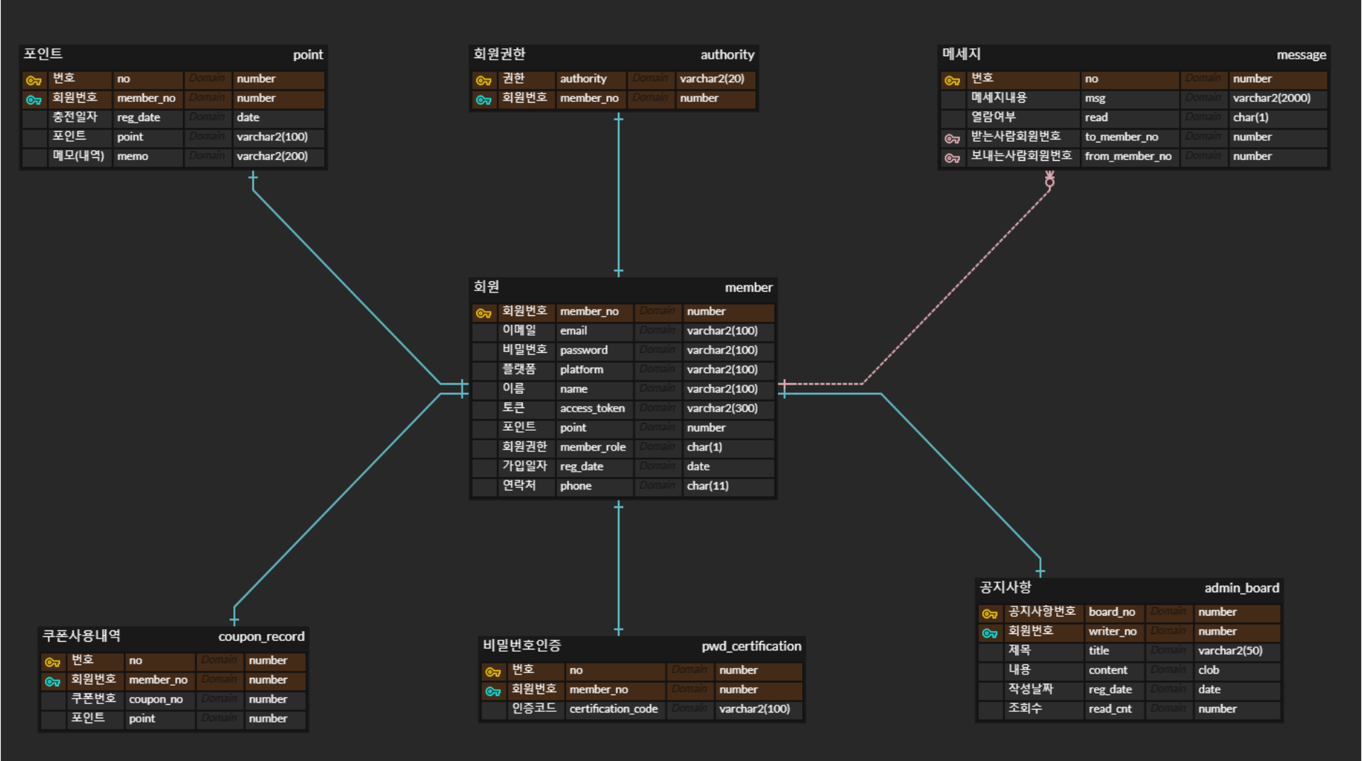 포인트 point
번호 no Domain number
회원번호 member_no Domain number
충전일자 reg_date Domain date
포인트 point Domain varchar2(100)
메모(내역) memo Domain varchar2(200)
회원권한 authority
권한 authority Domain varchar2(20)
회원번호 member_no Domain number
메세지 message
번호 no Domain number
메세지내용 msg Domain varchar2(2000)
열람여부 read Domain char(1)
받는사람회원번호 to_member_no Domain number
보내는사람회원번호 from_member_no Domain number
회원 member
회원번호 member_no Domain number
이메일 email Domain varchar2(100)
비밀번호 password Domain varchar2(100)
플랫폼 platform Domain varchar2(100)
이름 name Domain varchar2(100)
토큰 access_token Domain varchar2(300)
포인트 point Domain number
회원권한 member_role Domain char(1)
가입일자 reg_date Domain date
연락처 phone Domain char(11)
쿠폰사용내역 coupon_record
번호 no Domain number
회원번호 member_no Domain number
쿠폰번호 coupon_no Domain number
포인트 point Domain number
비밀번호인증 pwd_certification
번호 no Domain number
회원번호 member_no Domain number
인증코드 certification_code Domain varchar2(100)
공지사항 admin_board
공지사항번호 board_no Domain number
회원번호 writer_no Domain number
제목 title Domain varchar2(50)
내용 content Domain clob
작성날짜 reg_date Domain date
조회수 read_cnt Domain number